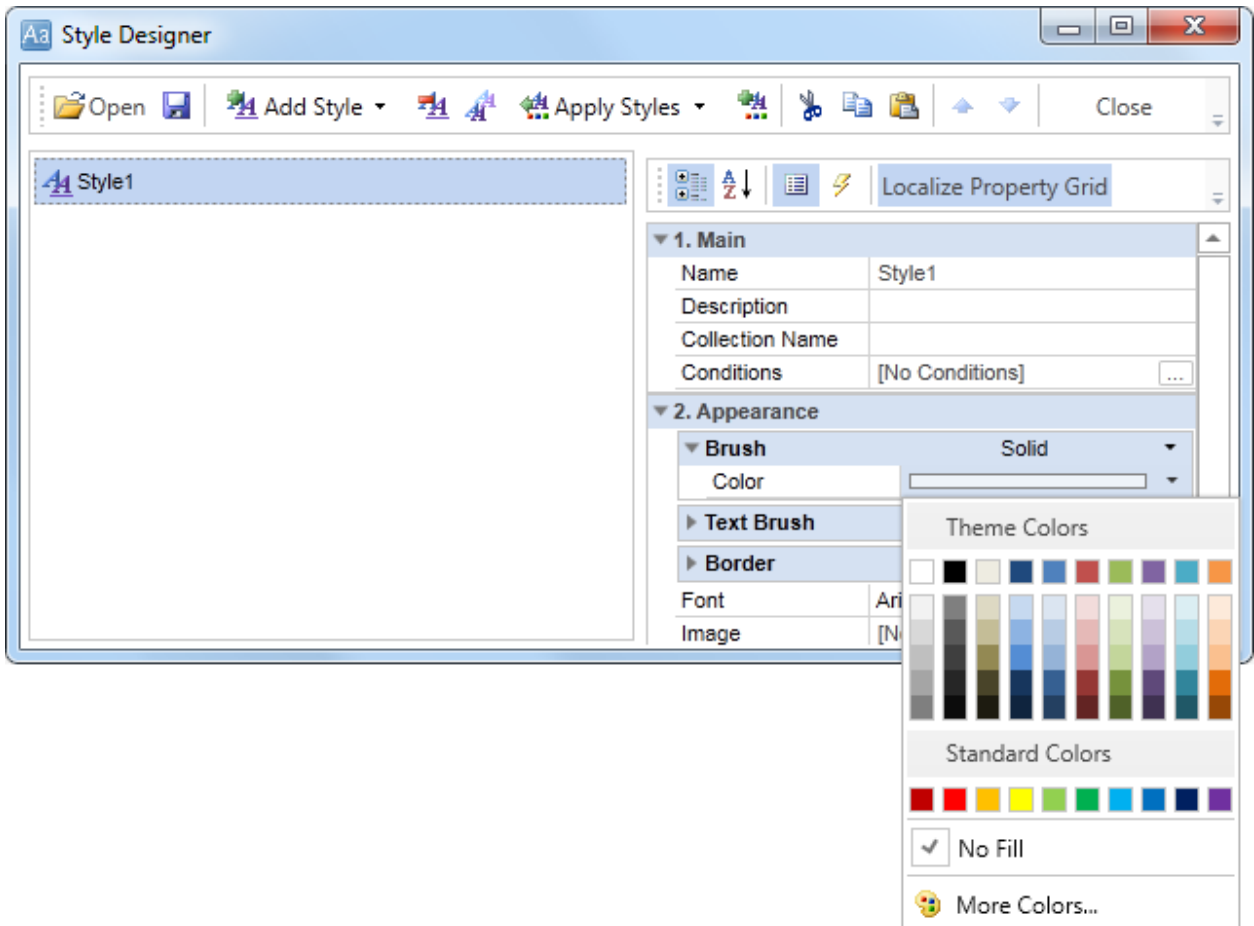 Aa Style Designer
Open Add Style Apply Styles Close
Style1
Localize Property Grid
1. Main
Name Style1
Description
Collection Name
Conditions [No Conditions] ...
2. Appearance
Brush Solid
Color
Text Brush
Border
Font Ari
Image [N
Theme Colors
Standard Colors
No Fill
More Colors...